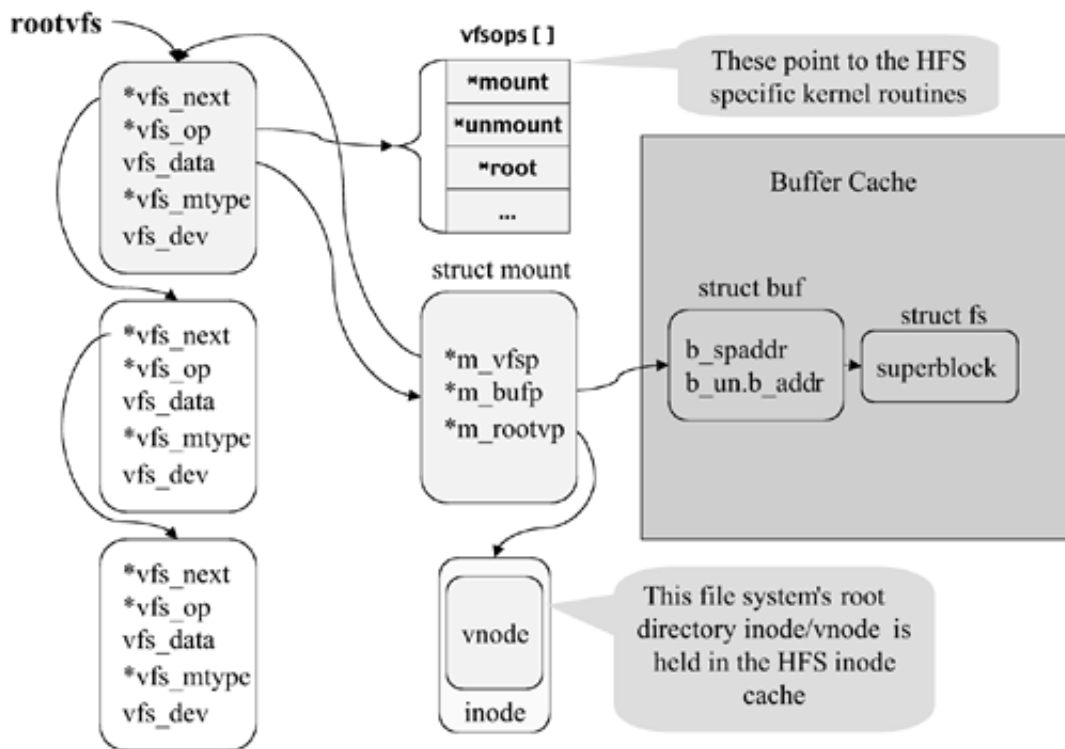 rootvfs
*vfs_next
*vfs_op
vfs_data
*vfs_mtype
vfs_dev
*vfs_next
*vfs_op
vfs_data
*vfs_mtype
vfs_dev
*vfs_next
*vfs_op
vfs_data
*vfs_mtype
vfs_dev
vfsops [ ]
*mount
*unmount
*root
...
These point to the HFS
specific kernel routines
struct mount
*m_vfsp
*m_bufp
*m_rootvp
Buffer Cache
struct buf
b_spaddr
b_un.b_addr
struct fs
superblock
vnode
inode
This file system's root
directory inode/vnode is
held in the HFS inode
cache